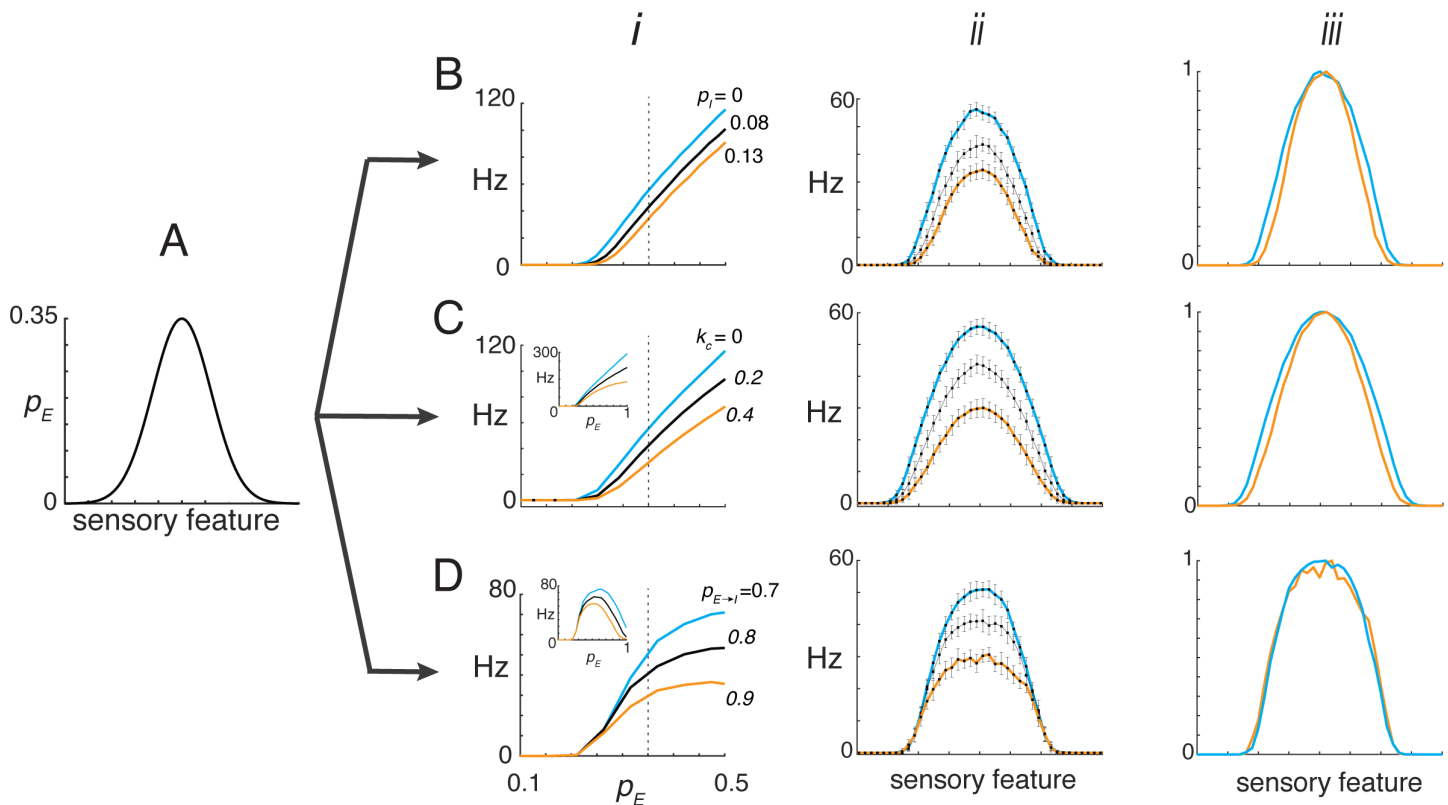 i ii iii
B
120
Hz
0
p_I = 0
0.08
0.13
60
Hz
0
1
0
A
0.35
p_E
0
sensory feature
C
120
Hz
0
k_c = 0
0.2
0.4
300
Hz
0
p_E
1
60
Hz
0
1
0
D
80
Hz
0
p_E→I = 0.7
0.8
0.9
80
Hz
0
p_E
1
0.1
p_E
0.5
60
Hz
0
sensory feature
1
0
sensory feature